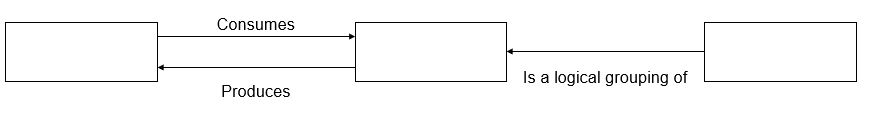 Consumes
Produces
Is a logical grouping of